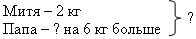 Митя – 2 кг
Папа – ? на 6 кг больше
?